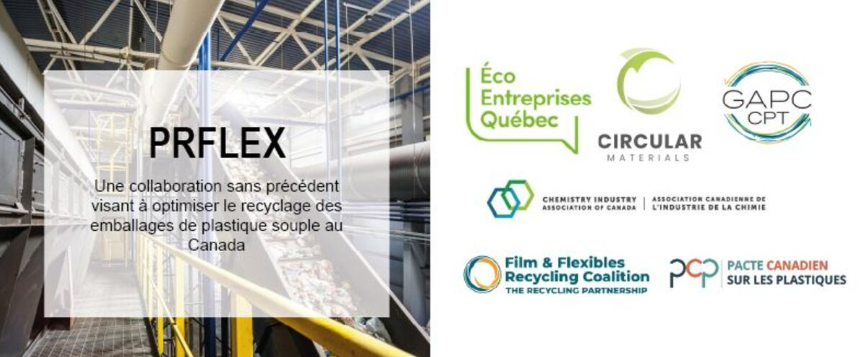 PRFLEX
Une collaboration sans précédent
visant à optimiser le recyclage des
emballages de plastique souple au
Canada
Éco
Entreprises
Québec
CIRCULAR
MATERIALS
GAPC
CPT
CHEMISTRY INDUSTRY
ASSOCIATION OF CANADA
ASSOCIATION CANADIENNE DE
L'INDUSTRIE DE LA CHIMIE
Film & Flexibles
Recycling Coalition
THE RECYCLING PARTNERSHIP
pcp
PACTE CANADIEN
SUR LES PLASTIQUES